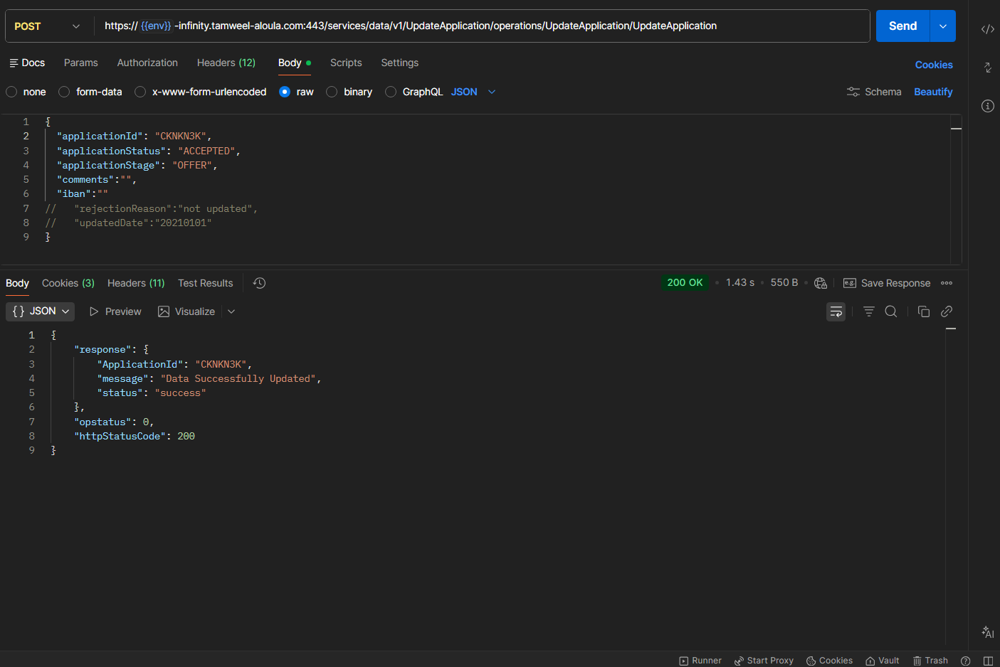 POST https:// {{env}} -infinity.tamweel-aloula.com:443/services/data/v1/UpdateApplication/operations/UpdateApplication/UpdateApplication Send
Docs Params Authorization Headers (12) Body Scripts Settings Cookies
none form-data x-www-form-urlencoded raw binary GraphQL JSON Schema Beautify
1 {
2 "applicationId": "CKNKN3K",
3 "applicationStatus": "ACCEPTED",
4 "applicationStage": "OFFER",
5 "comments":"",
6 "iban":""
7 // "rejectionReason":"not updated",
8 // "updatedDate":"20210101"
9 }
Body Cookies (3) Headers (11) Test Results 200 OK • 1.43 s • 550 B • e.g. Save Response
{} JSON Preview Visualize
1 {
2 "response": {
3 "ApplicationId": "CKNKN3K",
4 "message": "Data Successfully Updated",
5 "status": "success"
6 },
7 "opstatus": 0,
8 "httpStatusCode": 200
9 }
AI
Runner Start Proxy Cookies Vault Trash